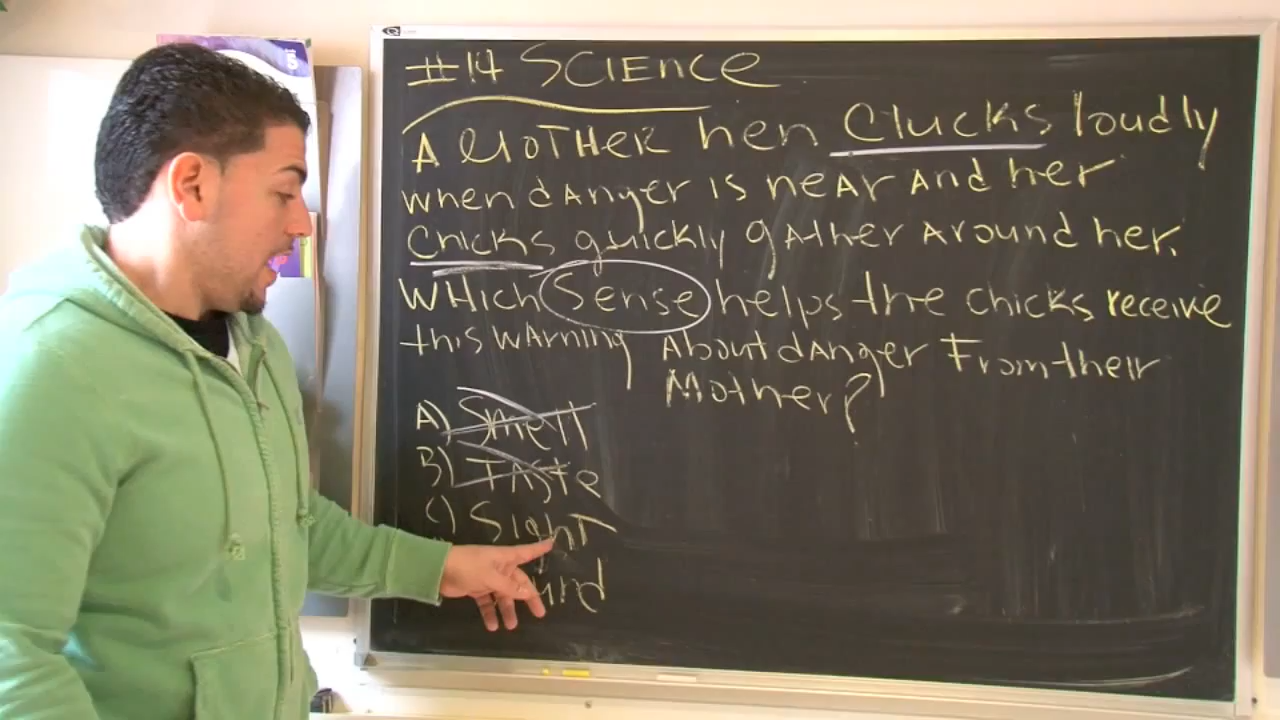 #14 SCIEnce
A MOTHER hen Clucks loudly
when dAnger is neAr And her
Chicks quickly gAther Around her.
WHich Sense helps the chicks receive
this wArning About dAnger From their
Mother?
A) Smell
B) TAste
C) SighT
5